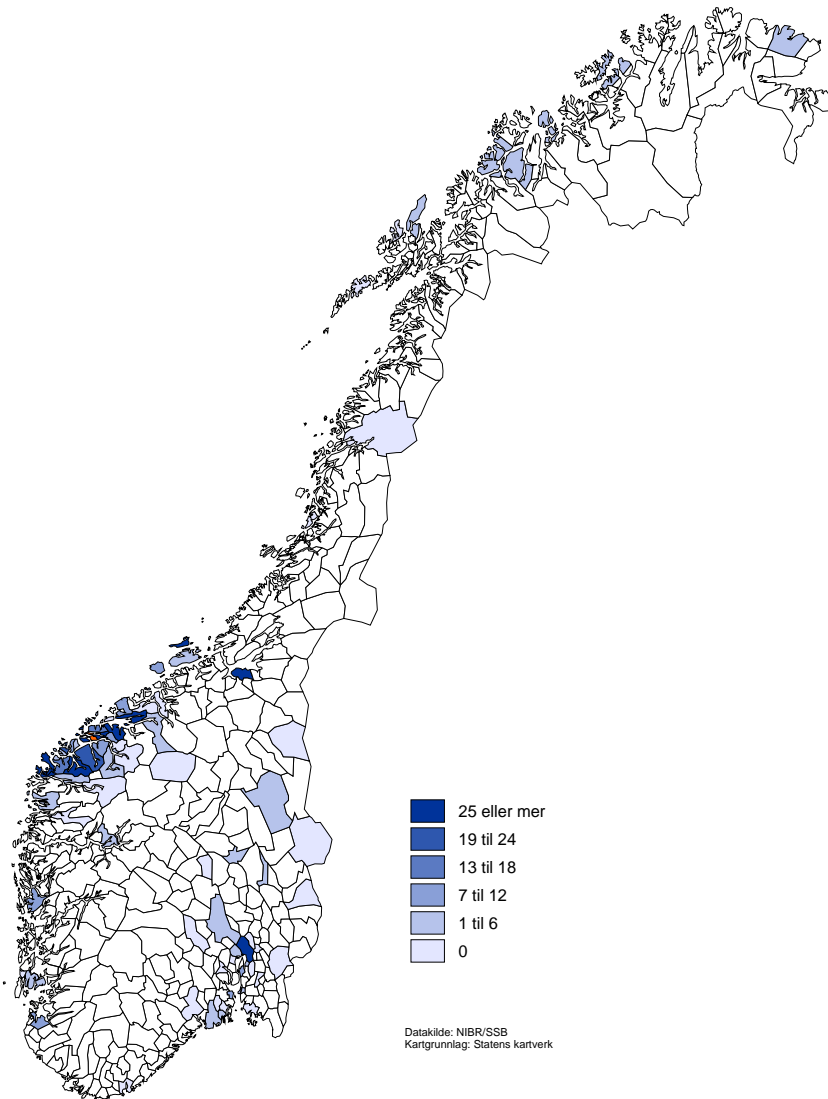 25 eller mer
19 til 24
13 til 18
7 til 12
1 til 6
0
Datakilde: NIBR/SSB
Kartgrunnlag: Statens kartverk